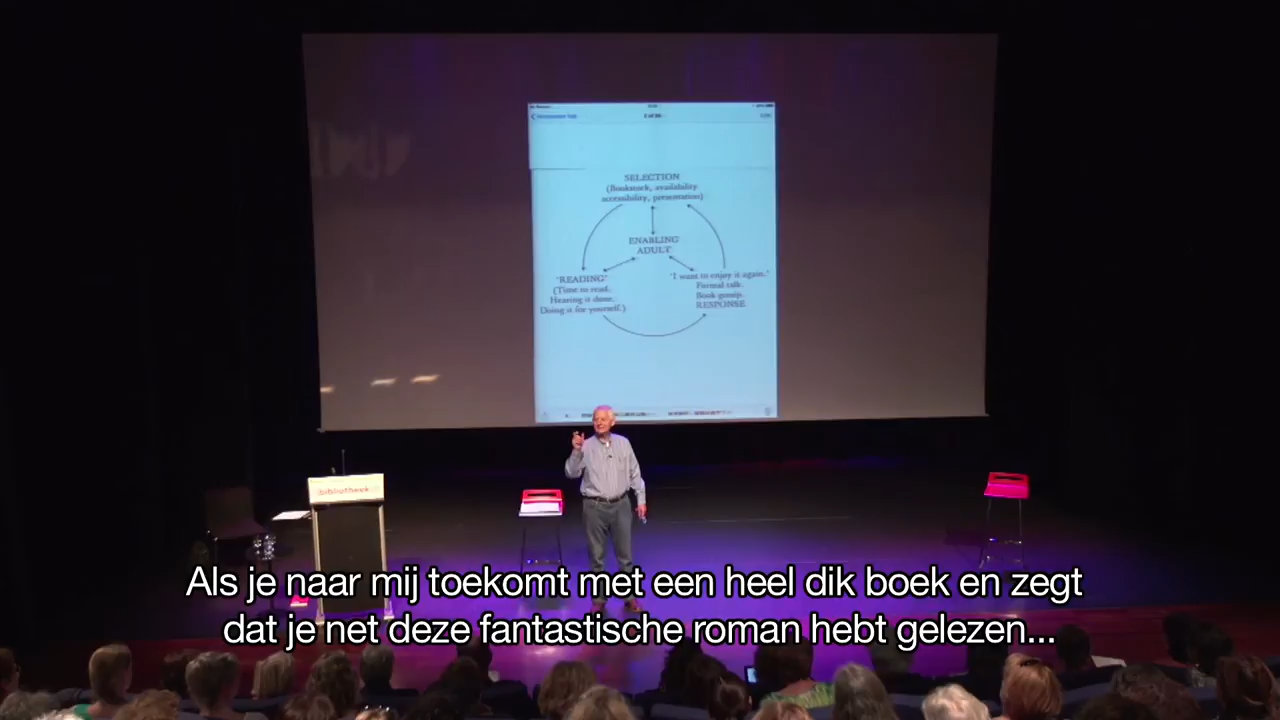 SELECTION
(Bookstock, availability
accessibility, presentation)
ENABLING
ADULT
'READING'
(Time to read.
Hearing it done.
Doing it for yourself.)
'I want to enjoy it again.'
Formal talk.
Book gossip.
RESPONSE
bibliotheek
Als je naar mij toekomt met een heel dik boek en zegt
dat je net deze fantastische roman hebt gelezen...